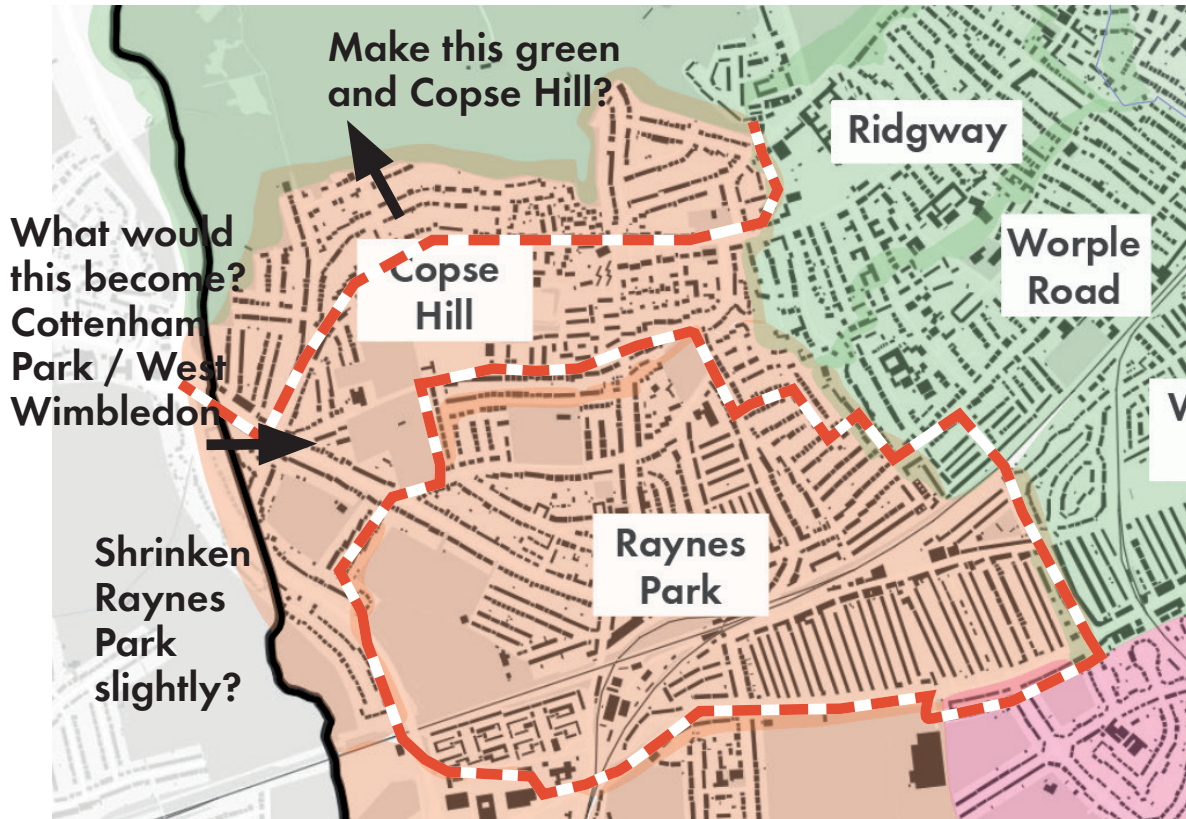 Make this green
and Copse Hill?
Ridgway
What would
this become?
Cottenham
Park / West
Wimbledon
Copse
Hill
Worple
Road
W
Shrinken
Raynes
Park
slightly?
Raynes
Park